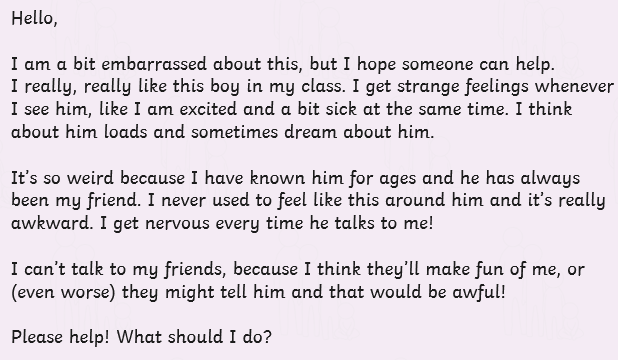 Hello,
I am a bit embarrassed about this, but I hope someone can help.
I really, really like this boy in my class. I get strange feelings whenever
I see him, like I am excited and a bit sick at the same time. I think
about him loads and sometimes dream about him.
It's so weird because I have known him for ages and he has always
been my friend. I never used to feel like this around him and it's really
awkward. I get nervous every time he talks to me!
I can't talk to my friends, because I think they'll make fun of me, or
(even worse) they might tell him and that would be awful!
Please help! What should I do?